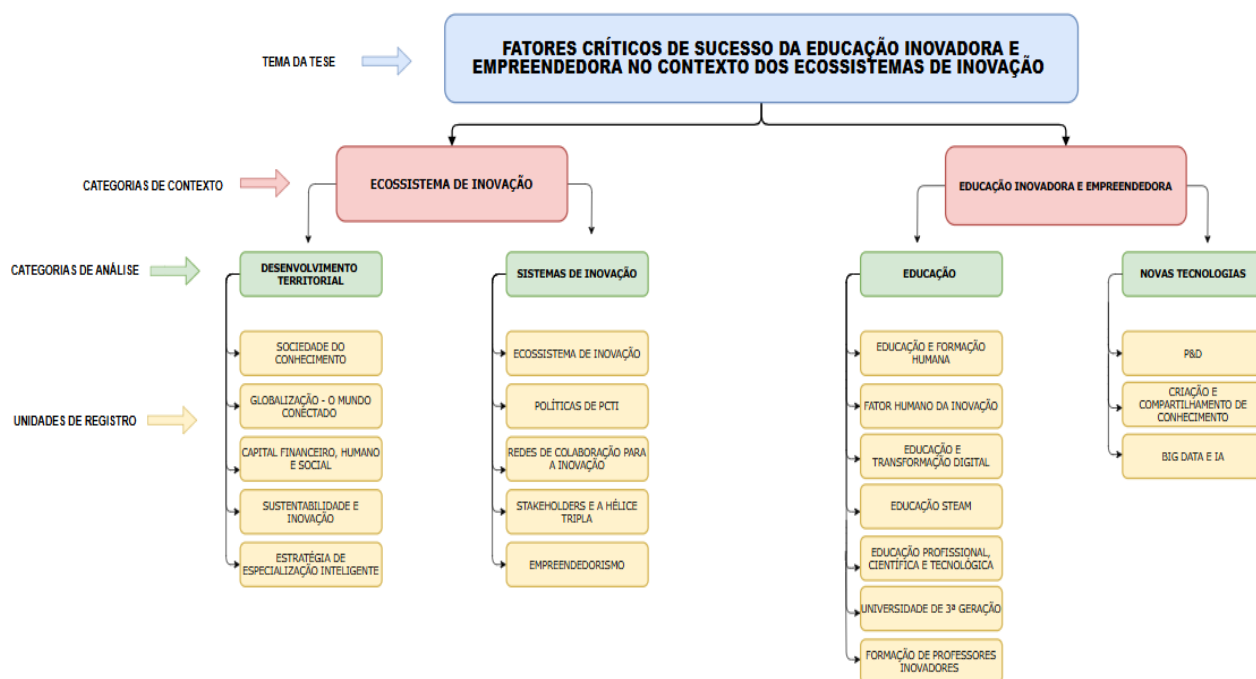 TEMA DA TESE
FATORES CRÍTICOS DE SUCESSO DA EDUCAÇÃO INOVADORA E
EMPREENDEDORA NO CONTEXTO DOS ECOSSISTEMAS DE INOVAÇÃO
CATEGORIAS DE CONTEXTO
ECOSSISTEMA DE INOVAÇÃO
EDUCAÇÃO INOVADORA E EMPREENDEDORA
CATEGORIAS DE ANÁLISE
DESENVOLVIMENTO
TERRITORIAL
SISTEMAS DE INOVAÇÃO
EDUCAÇÃO
NOVAS TECNOLOGIAS
UNIDADES DE REGISTRO
SOCIEDADE DO
CONHECIMENTO
GLOBALIZAÇÃO - O MUNDO
CONECTADO
CAPITAL FINANCEIRO, HUMANO
E SOCIAL
SUSTENTABILIDADE E
INOVAÇÃO
ESTRATÉGIA DE
ESPECIALIZAÇÃO INTELIGENTE
ECOSSISTEMA DE INOVAÇÃO
POLÍTICAS DE PCTI
REDES DE COLABORAÇÃO PARA
A INOVAÇÃO
STAKEHOLDERS E A HÉLICE
TRIPLA
EMPREENDEDORISMO
EDUCAÇÃO E FORMAÇÃO
HUMANA
FATOR HUMANO DA INOVAÇÃO
EDUCAÇÃO E
TRANSFORMAÇÃO DIGITAL
EDUCAÇÃO STEAM
EDUCAÇÃO PROFISSIONAL,
CIENTÍFICA E TECNOLÓGICA
UNIVERSIDADE DE 3ª GERAÇÃO
FORMAÇÃO DE PROFESSORES
INOVADORES
P&D
CRIAÇÃO E
COMPARTILHAMENTO DE
CONHECIMENTO
BIG DATA E IA